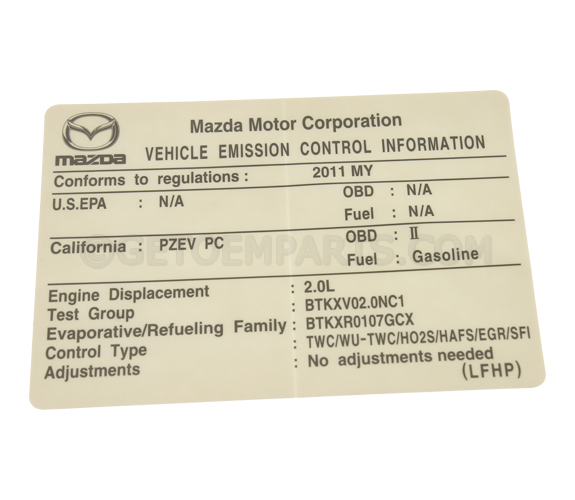 Mazda Motor Corporation
mazda
VEHICLE EMISSION CONTROL INFORMATION
Conforms to regulations : 2011 MY
U.S.EPA : N/A OBD : N/A
Fuel : N/A
©GETOEMPARTS.COM
California : PZEV PC OBD : II
Fuel : Gasoline
Engine Displacement : 2.0L
Test Group : BTKXV02.0NC1
Evaporative/Refueling Family : BTKXR0107GCX
Control Type : TWC/WU-TWC/HO2S/HAFS/EGR/SFI
Adjustments : No adjustments needed
(LFHP)